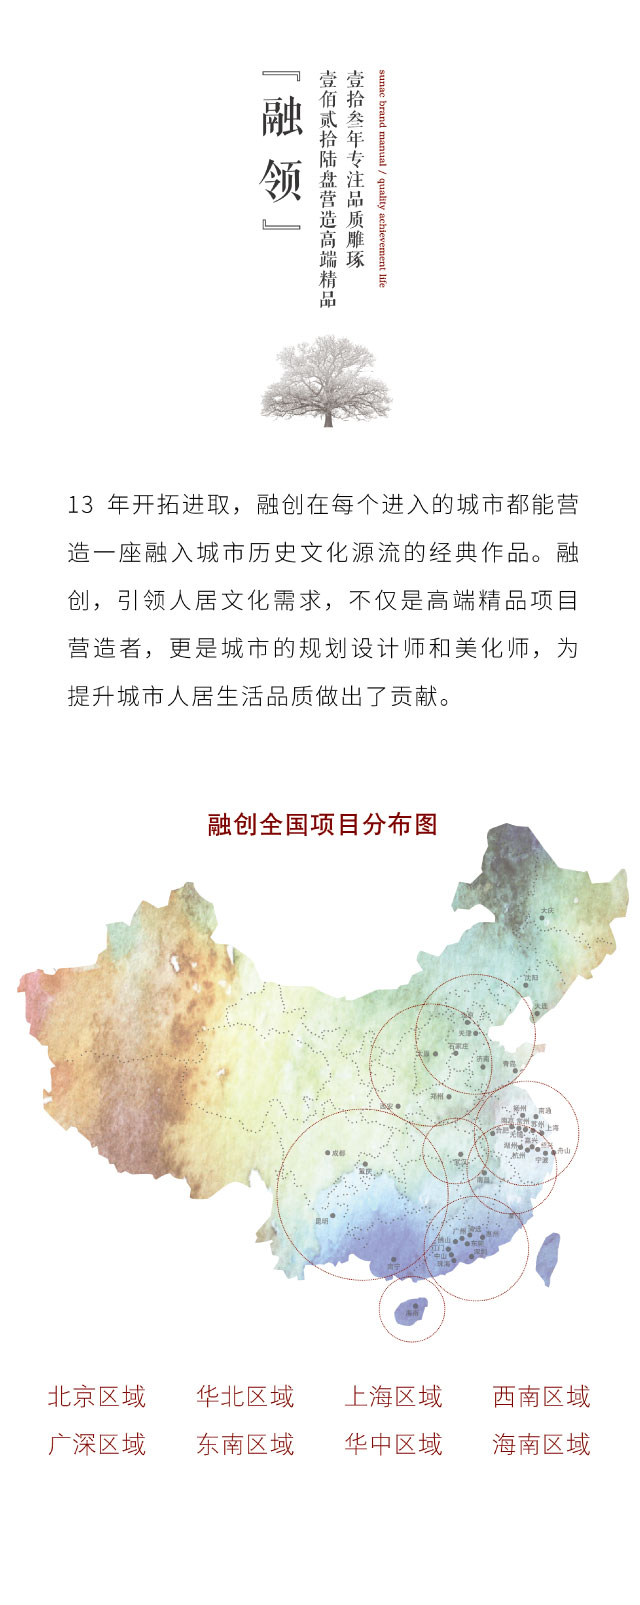 sunac brand manual / quality achievement life
壹拾叁年专注品质雕琢
壹佰贰拾陆盘营造高端精品
『融领』
13 年开拓进取，融创在每个进入的城市都能营
造一座融入城市历史文化源流的经典作品。融
创，引领人居文化需求，不仅是高端精品项目
营造者，更是城市的规划设计师和美化师，为
提升城市人居生活品质做出了贡献。
融创全国项目分布图
大庆
沈阳
大连
北京
天津
石家庄
太原
济南
青岛
郑州
西安
扬州
南通
南京
常州
苏州
上海
合肥
无锡
嘉兴
湖州
杭州
宁波
舟山
成都
重庆
武汉
南昌
昆明
广州
清远
惠州
佛山
东莞
江门
深圳
中山
珠海
南宁
北京区域 华北区域 上海区域 西南区域
广深区域 东南区域 华中区域 海南区域